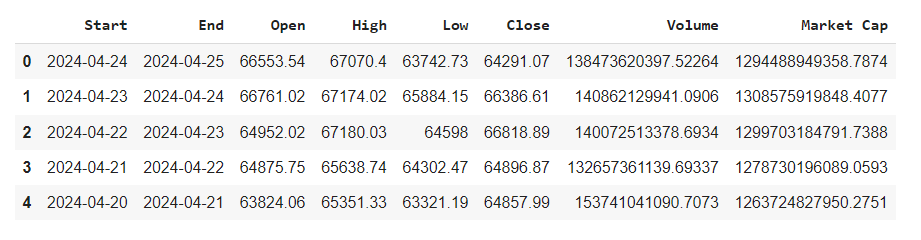 Start End Open High Low Close Volume Market Cap
0 2024-04-24 2024-04-25 66553.54 67070.4 63742.73 64291.07 138473620397.52264 1294488949358.7874
1 2024-04-23 2024-04-24 66761.02 67174.02 65884.15 66386.61 140862129941.0906 1308575919848.4077
2 2024-04-22 2024-04-23 64952.02 67180.03 64598 66818.89 140072513378.6934 1299703184791.7388
3 2024-04-21 2024-04-22 64875.75 65638.74 64302.47 64896.87 132657361139.69337 1278730196089.0593
4 2024-04-20 2024-04-21 63824.06 65351.33 63321.19 64857.99 153741041090.7073 1263724827950.2751